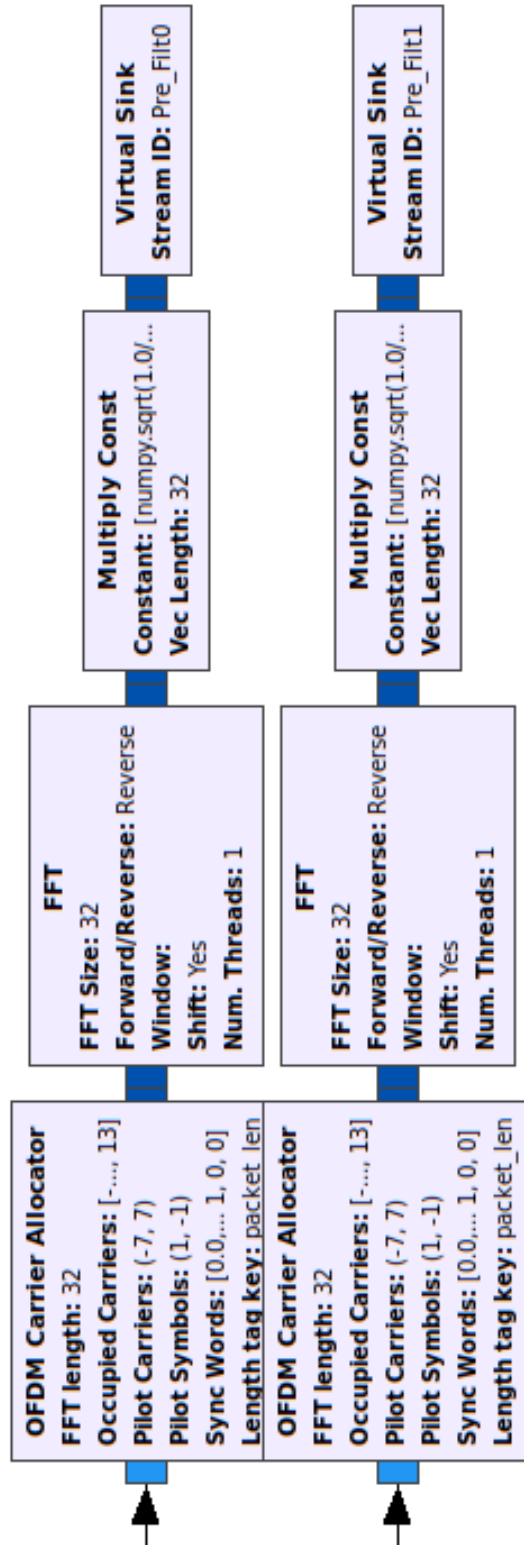 OFDM Carrier Allocator
FFT length: 32
Occupied Carriers: [-..., 13]
Pilot Carriers: (-7, 7)
Pilot Symbols: (1, -1)
Sync Words: [0.0,... 1, 0, 0]
Length tag key: packet_len
FFT
FFT Size: 32
Forward/Reverse: Reverse
Window:
Shift: Yes
Num. Threads: 1
Multiply Const
Constant: [numpy.sqrt(1.0/...
Vec Length: 32
Virtual Sink
Stream ID: Pre_Filt0
OFDM Carrier Allocator
FFT length: 32
Occupied Carriers: [-..., 13]
Pilot Carriers: (-7, 7)
Pilot Symbols: (1, -1)
Sync Words: [0.0,... 1, 0, 0]
Length tag key: packet_len
FFT
FFT Size: 32
Forward/Reverse: Reverse
Window:
Shift: Yes
Num. Threads: 1
Multiply Const
Constant: [numpy.sqrt(1.0/...
Vec Length: 32
Virtual Sink
Stream ID: Pre_Filt1